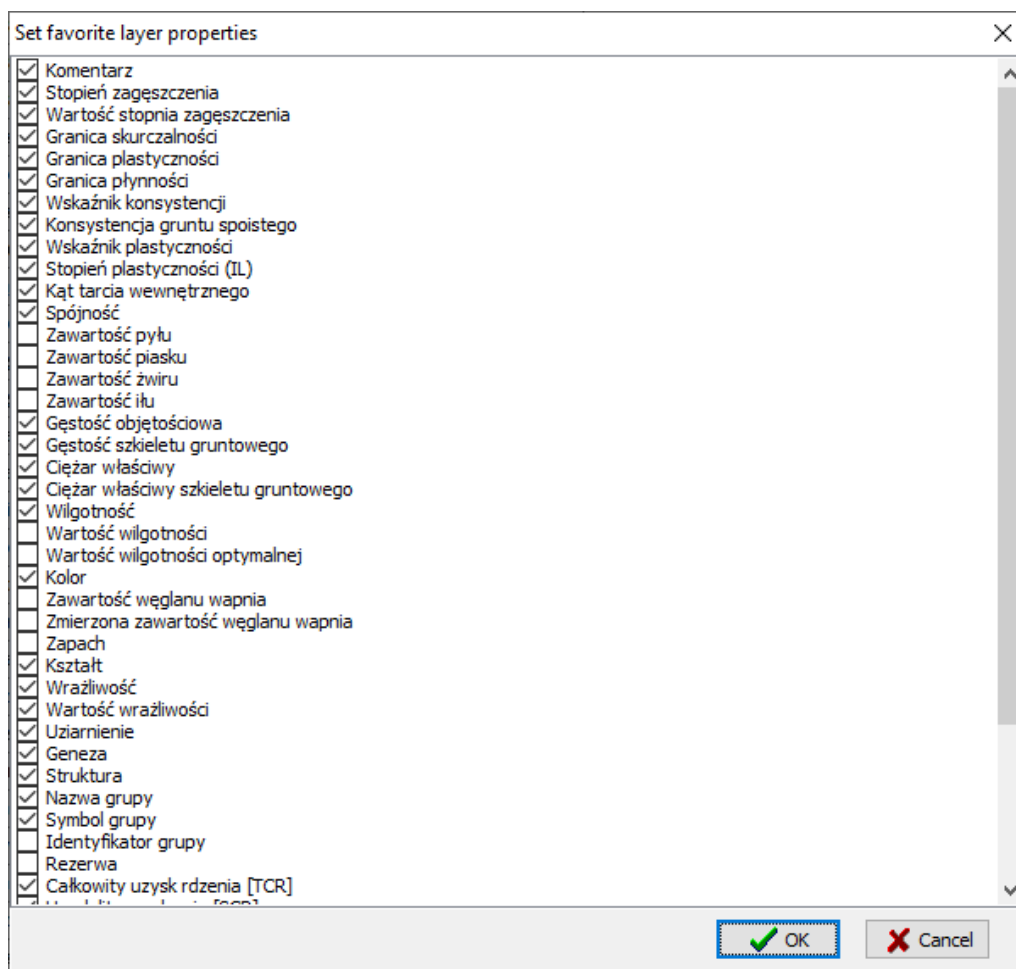 Set favorite layer properties
Komentarz
Stopień zagęszczenia
Wartość stopnia zagęszczenia
Granica skurczalności
Granica plastyczności
Granica płynności
Wskaźnik konsystencji
Konsystencja gruntu spoistego
Wskaźnik plastyczności
Stopień plastyczności (IL)
Kąt tarcia wewnętrznego
Spójność
Zawartość pyłu
Zawartość piasku
Zawartość żwiru
Zawartość iłu
Gęstość objętościowa
Gęstość szkieletu gruntowego
Ciężar właściwy
Ciężar właściwy szkieletu gruntowego
Wilgotność
Wartość wilgotności
Wartość wilgotności optymalnej
Kolor
Zawartość węglanu wapnia
Zmierzona zawartość węglanu wapnia
Zapach
Kształt
Wrażliwość
Wartość wrażliwości
Uziarnienie
Geneza
Struktura
Nazwa grupy
Symbol grupy
Identyfikator grupy
Rezerwa
Całkowity uzysk rdzenia [TCR]
OK
Cancel